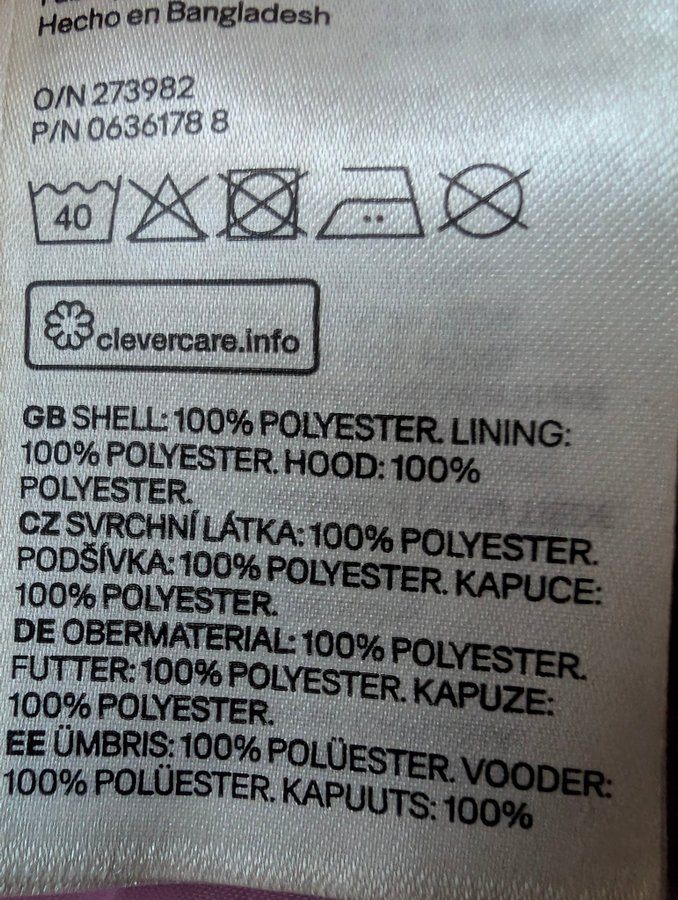 Hecho en Bangladesh
O/N 273982
P/N 0636178 8
40
clevercare.info
GB SHELL: 100% POLYESTER. LINING:
100% POLYESTER. HOOD: 100%
POLYESTER.
CZ SVRCHNÍ LÁTKA: 100% POLYESTER.
PODŠÍVKA: 100% POLYESTER. KAPUCE:
100% POLYESTER.
DE OBERMATERIAL: 100% POLYESTER.
FUTTER: 100% POLYESTER. KAPUZE:
100% POLYESTER.
EE ÜMBRIS: 100% POLÜESTER. VOODER:
100% POLÜESTER. KAPUUTS: 100%